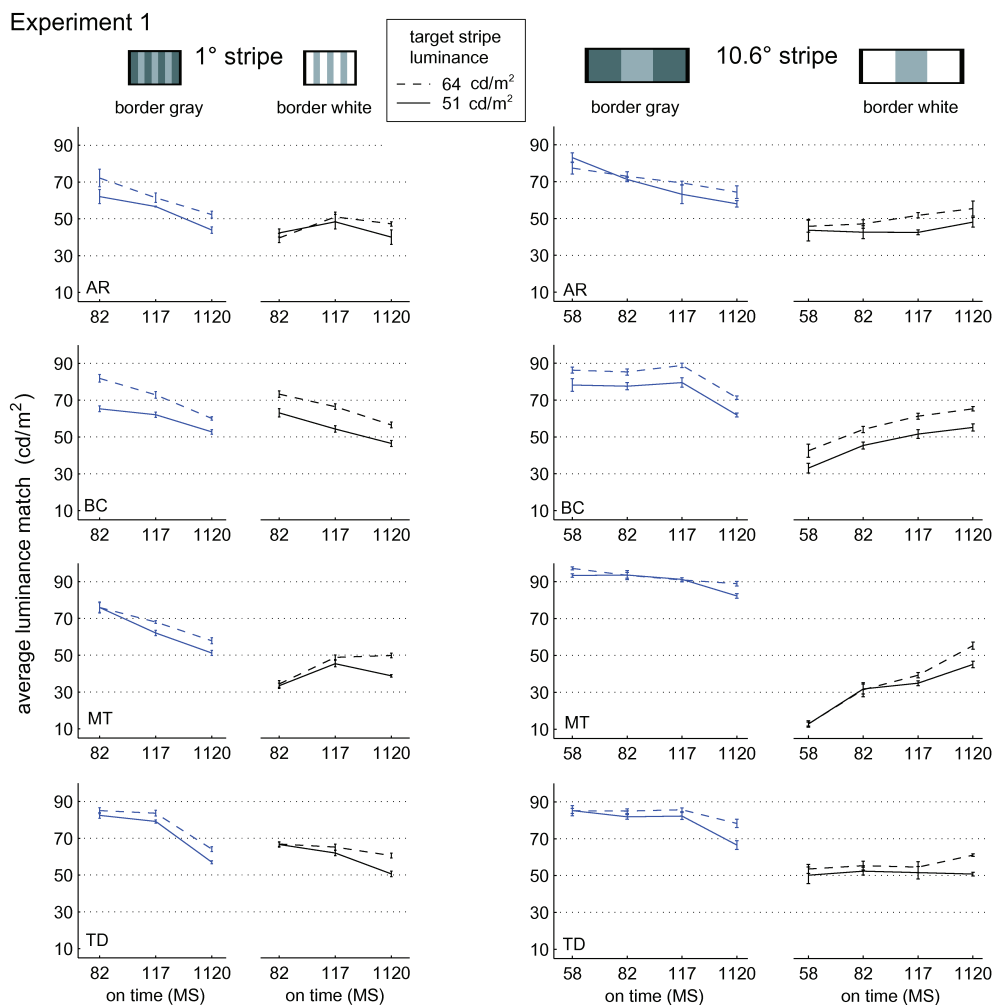 Experiment 1
1° stripe
10.6° stripe
target stripe
luminance
64 cd/m²
51 cd/m²
border gray
border white
border gray
border white
average luminance match (cd/m²)
90
70
50
30
10
AR
82 117 1120 82 117 1120
90
70
50
30
10
AR
58 82 117 1120 58 82 117 1120
90
70
50
30
10
BC
82 117 1120 82 117 1120
90
70
50
30
10
BC
58 82 117 1120 58 82 117 1120
90
70
50
30
10
MT
82 117 1120 82 117 1120
90
70
50
30
10
MT
58 82 117 1120 58 82 117 1120
90
70
50
30
10
TD
82 117 1120 82 117 1120
on time (MS) on time (MS)
90
70
50
30
10
TD
58 82 117 1120 58 82 117 1120
on time (MS) on time (MS)